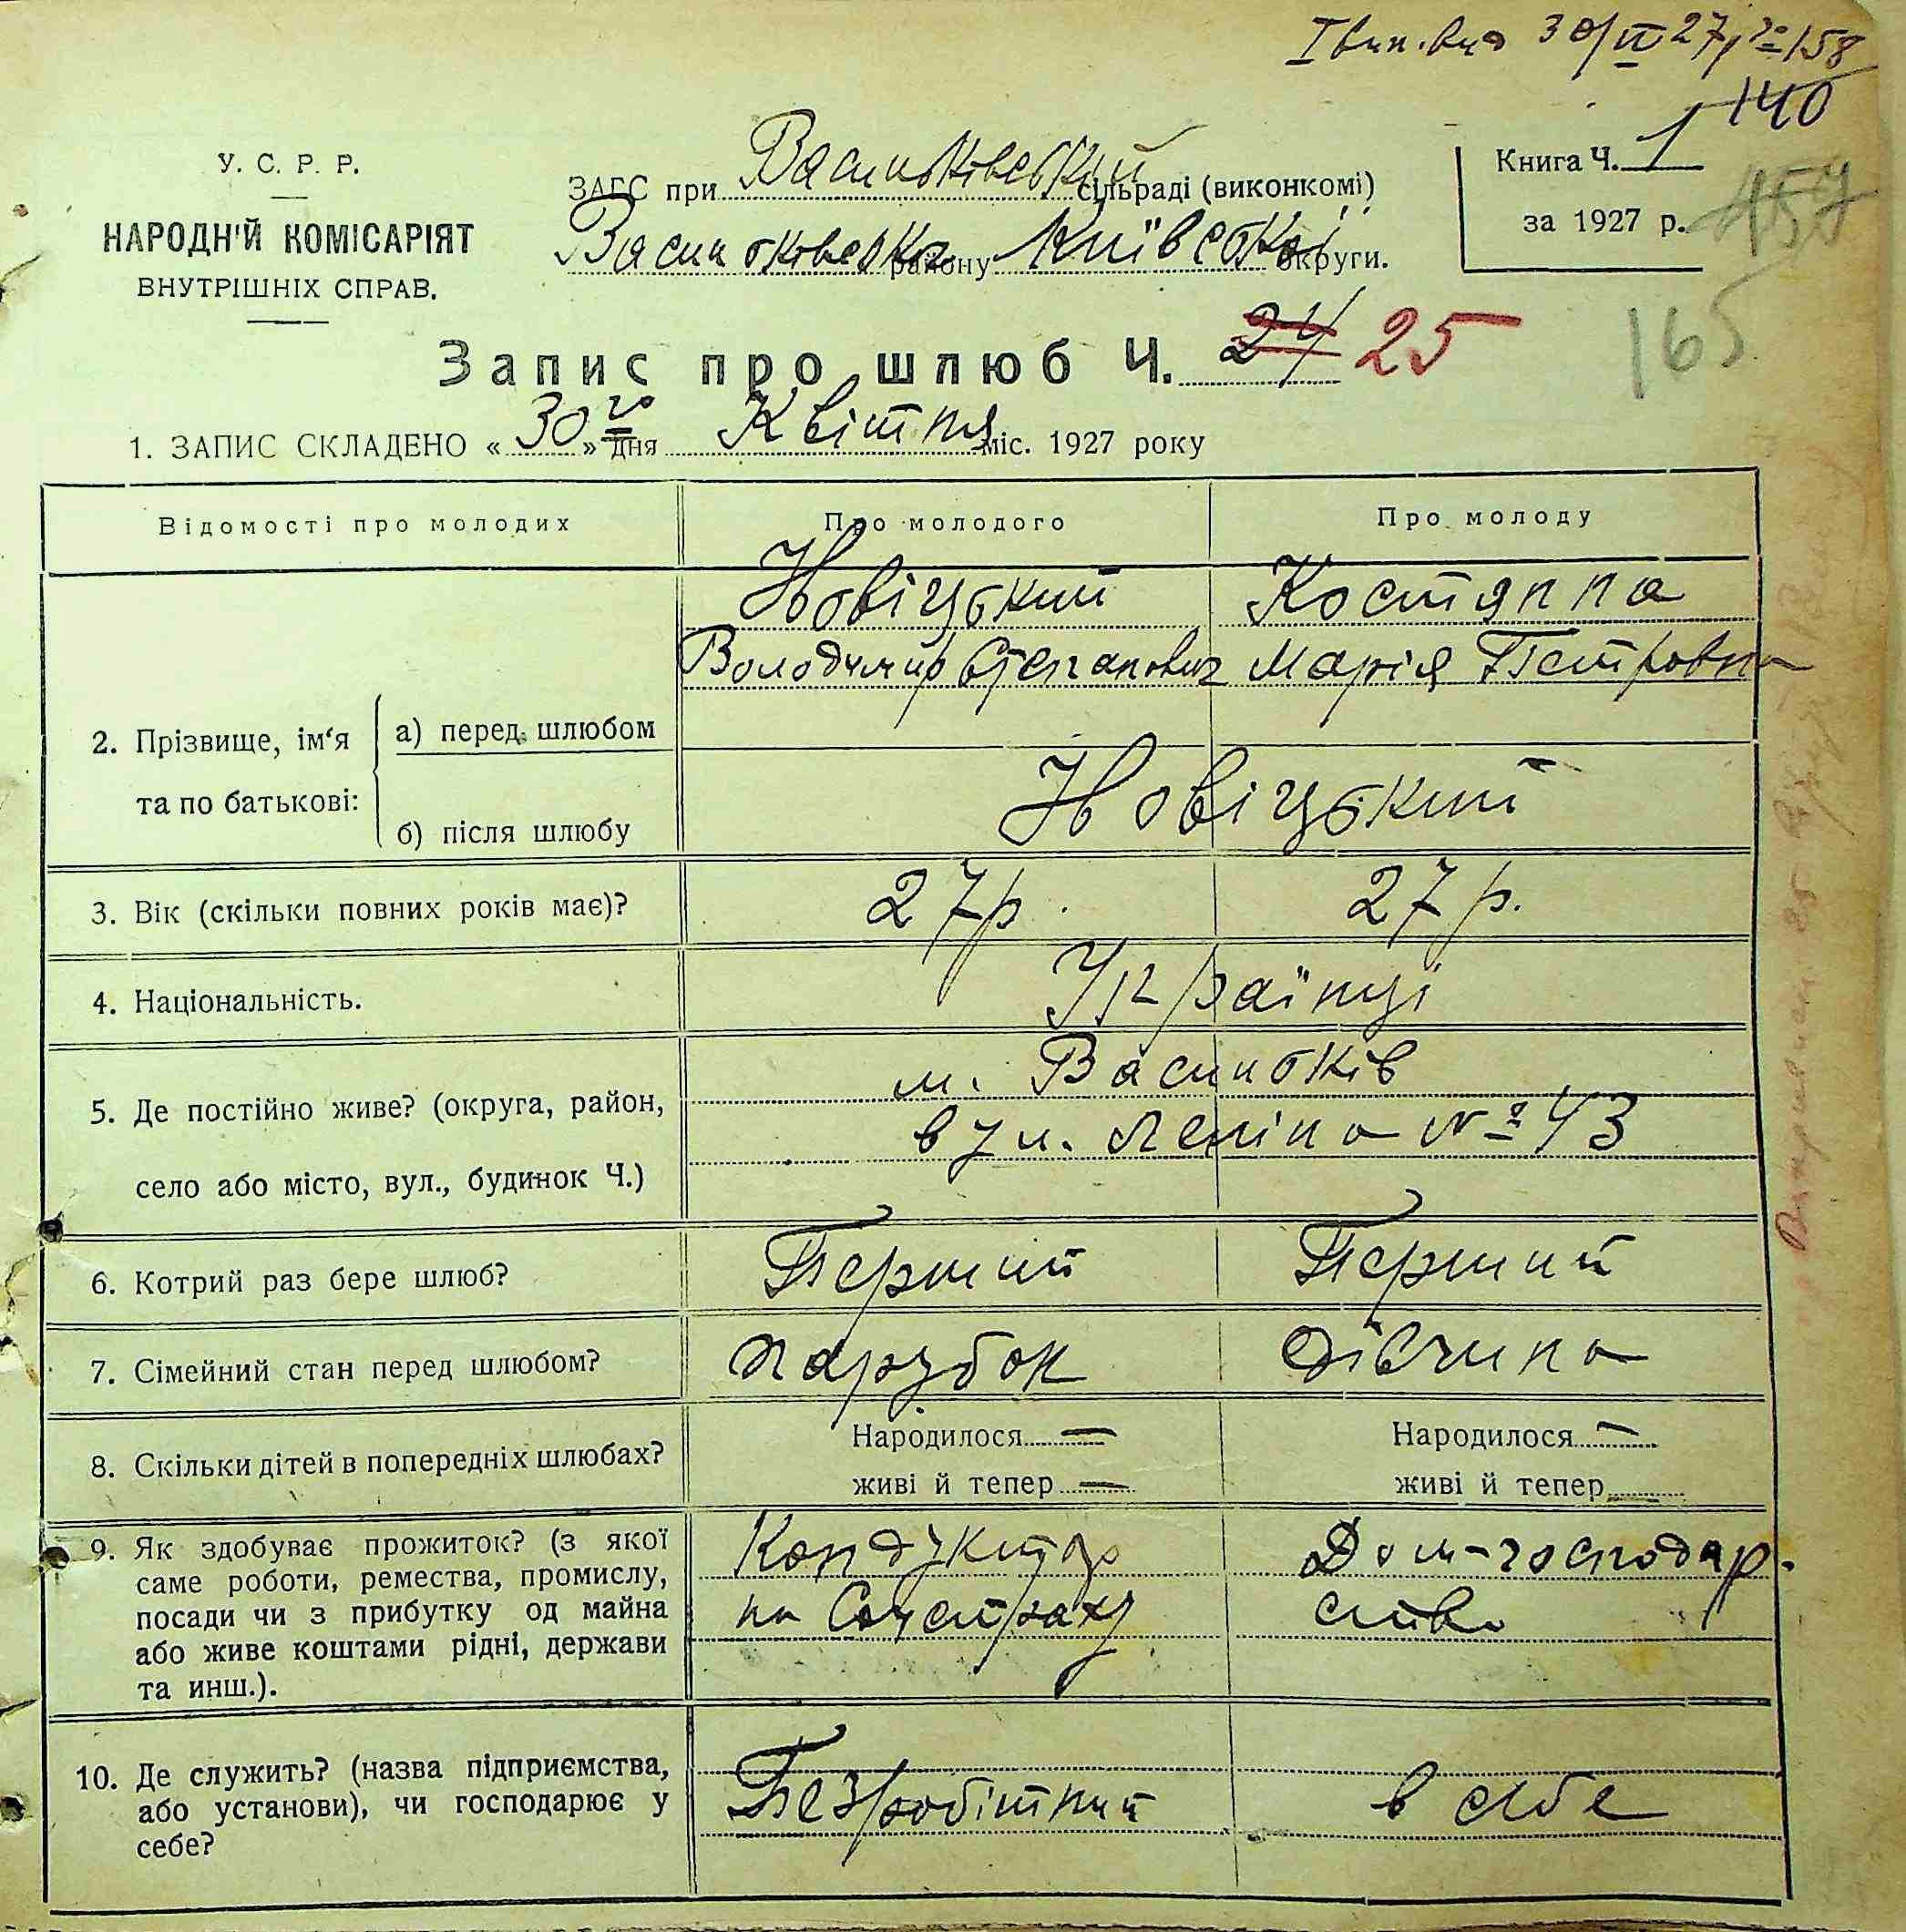 30/IV 27 р № 158
140
У. С. Р. Р.
НАРОДНІЙ КОМІСАРІЯТ
ВНУТРІШНІХ СПРАВ.
ЗАГС при Васильківський сільраді (виконкомі)
Васильківськ. району Київської округи.
Книга Ч. 1
за 1927 р.
457
165
Запис про шлюб Ч. 24 25
1. ЗАПИС СКЛАДЕНО « 30го » дня Квітня міс. 1927 року
Відомості про молодих Про молодого Про молоду
2. Прізвище, ім‘я та по батькові:
а) перед шлюбом
Новіцький Костянна
Володимир Степанович Марія Петровна
б) після шлюбу
Новіцький
3. Вік (скільки повних років має)? 27 р. 27 р.
4. Національність. Українці
5. Де постійно живе? (округа, район,
село або місто, вул., будинок Ч.)
м. Васильків
вул. Леніна № 43
6. Котрий раз бере шлюб? Перший Перший
7. Сімейний стан перед шлюбом? парубок дівчина
8. Скільки дітей в попередніх шлюбах?
Народилося — Народилося —
живі й тепер — живі й тепер —
9. Як здобуває прожиток? (з якої
саме роботи, ремества, промислу,
посади чи з прибутку од майна
або живе коштами рідні, держави
та инш.).
Кондуктор Дом-господар-
на Соцстраху ство
10. Де служить? (назва підприємства,
або установи), чи господарює у
себе?
Безробітний в себе